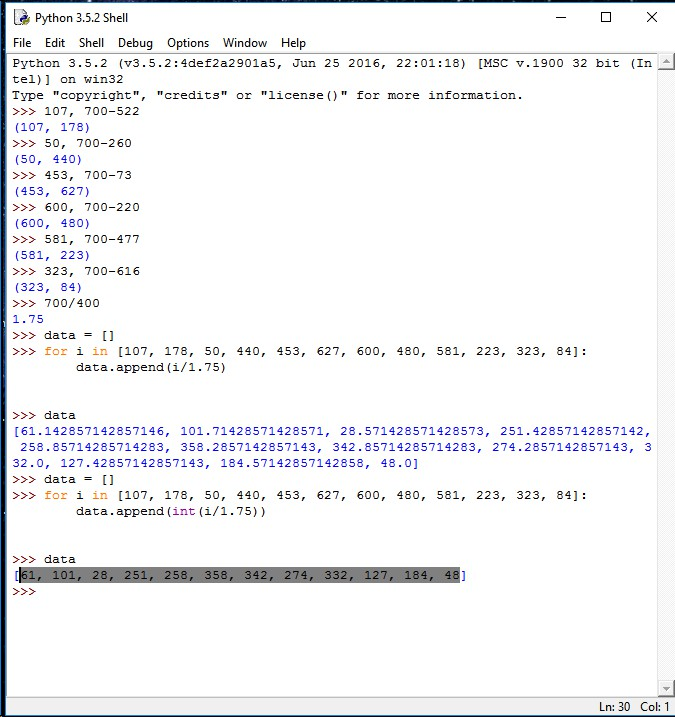 Python 3.5.2 Shell
File Edit Shell Debug Options Window Help
Python 3.5.2 (v3.5.2:4def2a2901a5, Jun 25 2016, 22:01:18) [MSC v.1900 32 bit (In
tel)] on win32
Type "copyright", "credits" or "license()" for more information.
>>> 107, 700-522
(107, 178)
>>> 50, 700-260
(50, 440)
>>> 453, 700-73
(453, 627)
>>> 600, 700-220
(600, 480)
>>> 581, 700-477
(581, 223)
>>> 323, 700-616
(323, 84)
>>> 700/400
1.75
>>> data = []
>>> for i in [107, 178, 50, 440, 453, 627, 600, 480, 581, 223, 323, 84]:
        data.append(i/1.75)
>>> data
[61.142857142857146, 101.71428571428571, 28.571428571428573, 251.42857142857142,
 258.85714285714283, 358.2857142857143, 342.85714285714283, 274.2857142857143, 3
32.0, 127.42857142857143, 184.57142857142858, 48.0]
>>> data = []
>>> for i in [107, 178, 50, 440, 453, 627, 600, 480, 581, 223, 323, 84]:
        data.append(int(i/1.75))
>>> data
[61, 101, 28, 251, 258, 358, 342, 274, 332, 127, 184, 48]
>>>
Ln: 30 Col: 1